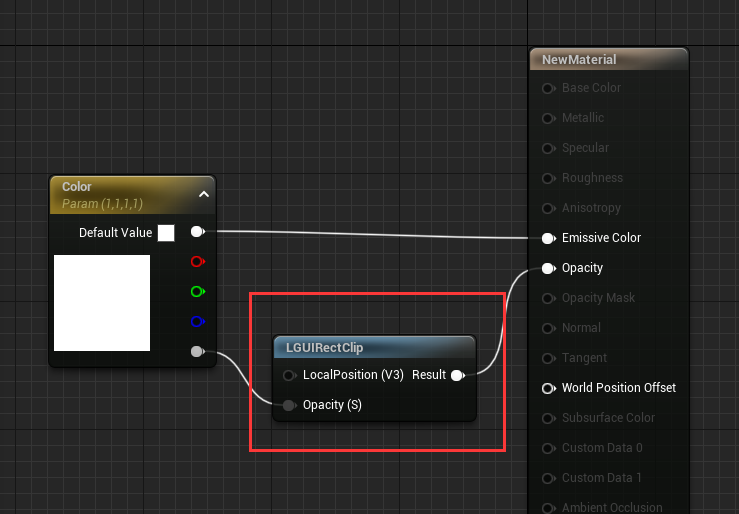 NewMaterial
Base Color
Metallic
Specular
Roughness
Anisotropy
Emissive Color
Opacity
Opacity Mask
Normal
Tangent
World Position Offset
Subsurface Color
Custom Data 0
Custom Data 1
Ambient Occlusion
Color
Param (1,1,1,1)
Default Value
LGUIRectClip
LocalPosition (V3) Result
Opacity (S)